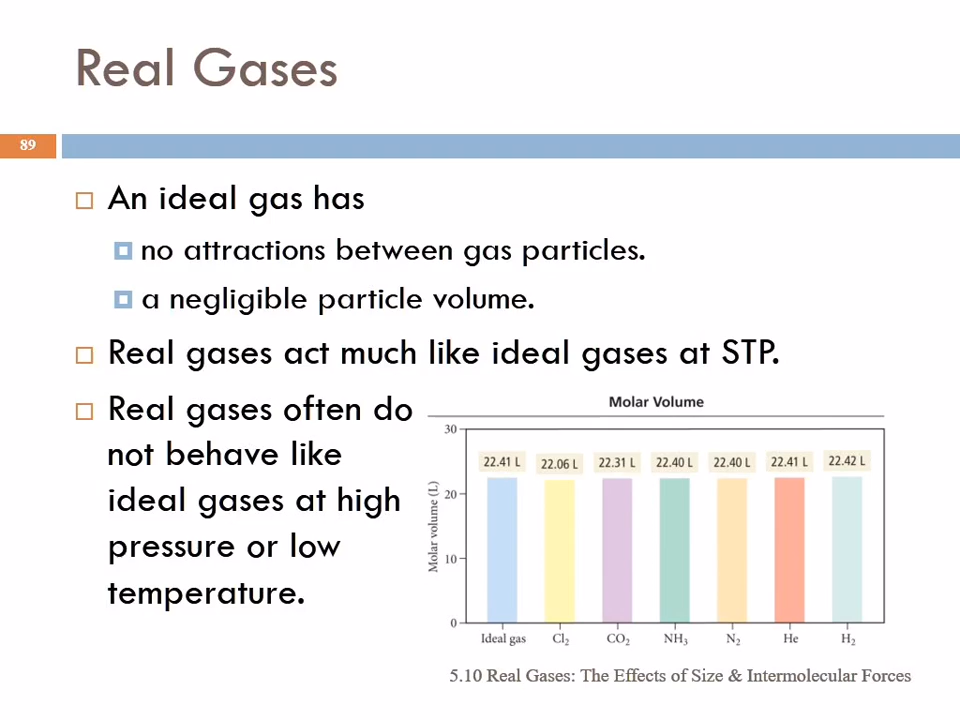 Real Gases
89
An ideal gas has
no attractions between gas particles.
a negligible particle volume.
Real gases act much like ideal gases at STP.
Real gases often do
not behave like
ideal gases at high
pressure or low
temperature.
Molar Volume
Molar volume (L)
30
20
10
0
22.41 L 22.06 L 22.31 L 22.40 L 22.40 L 22.41 L 22.42 L
Ideal gas Cl₂ CO₂ NH₃ N₂ He H₂
5.10 Real Gases: The Effects of Size & Intermolecular Forces